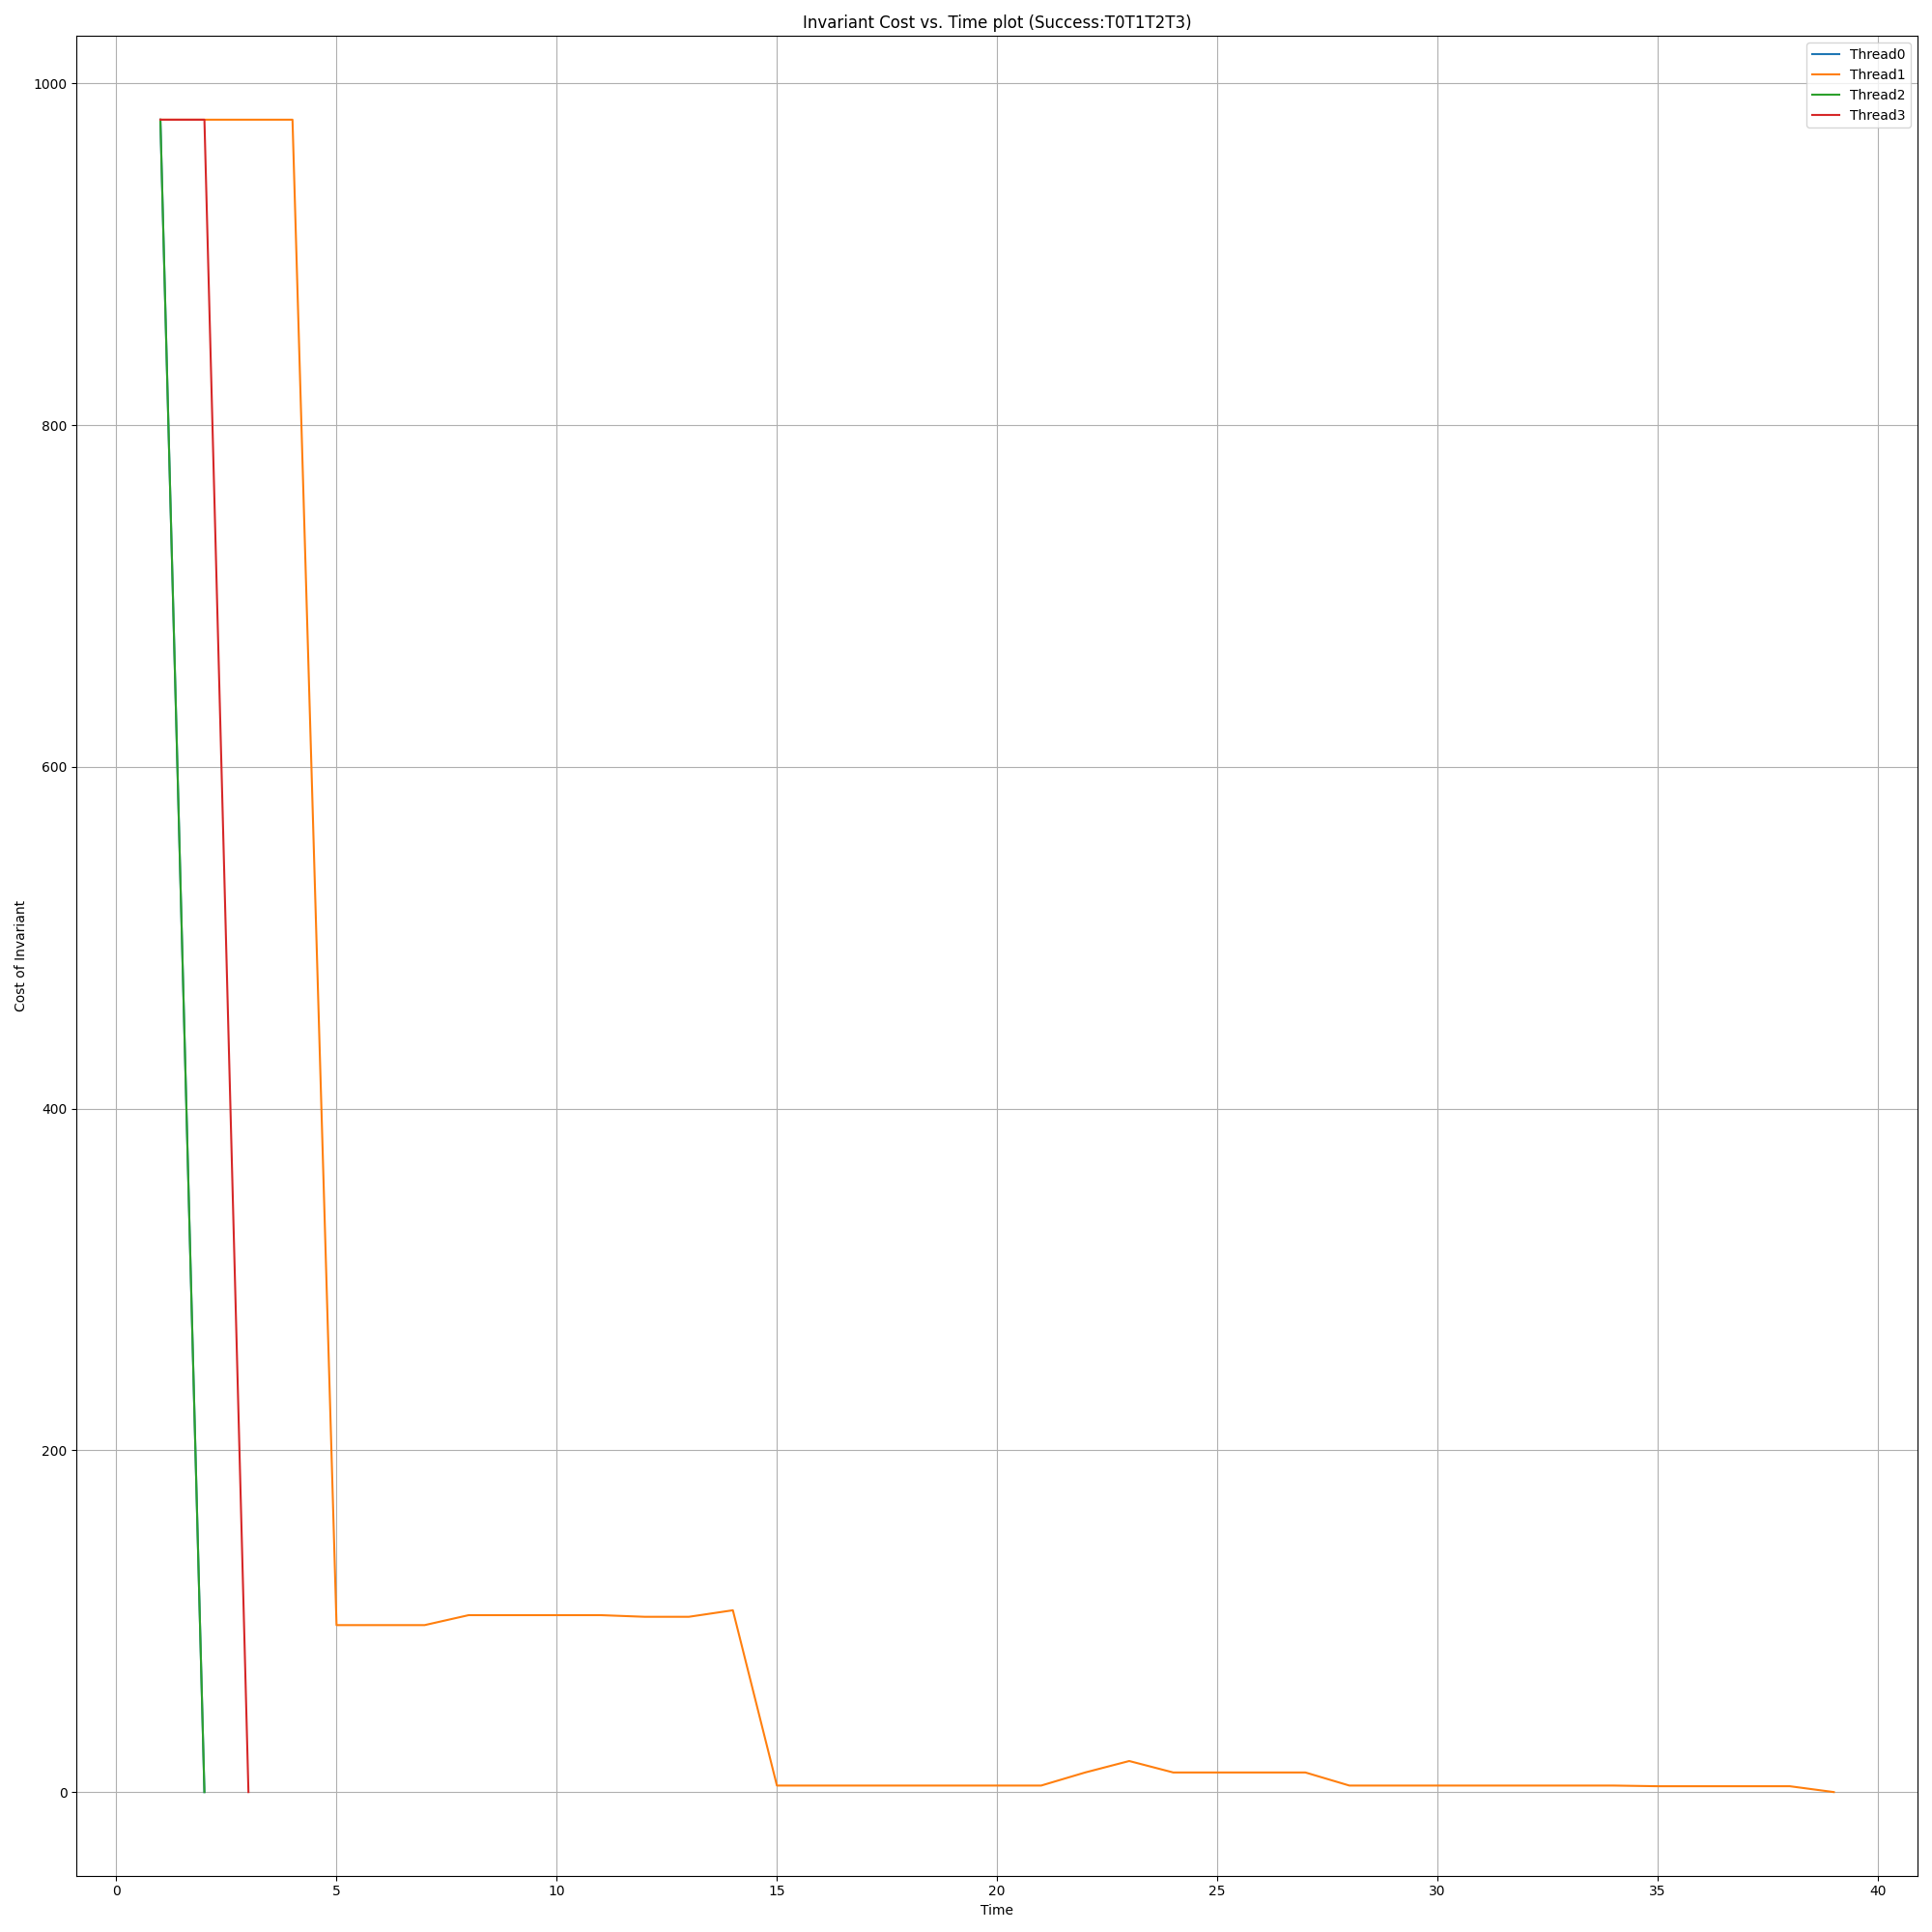 Invariant Cost vs. Time plot (Success:T0T1T2T3)
Thread0
Thread1
Thread2
Thread3
1000
800
600
400
200
0
Cost of Invariant
0 5 10 15 20 25 30 35 40
Time